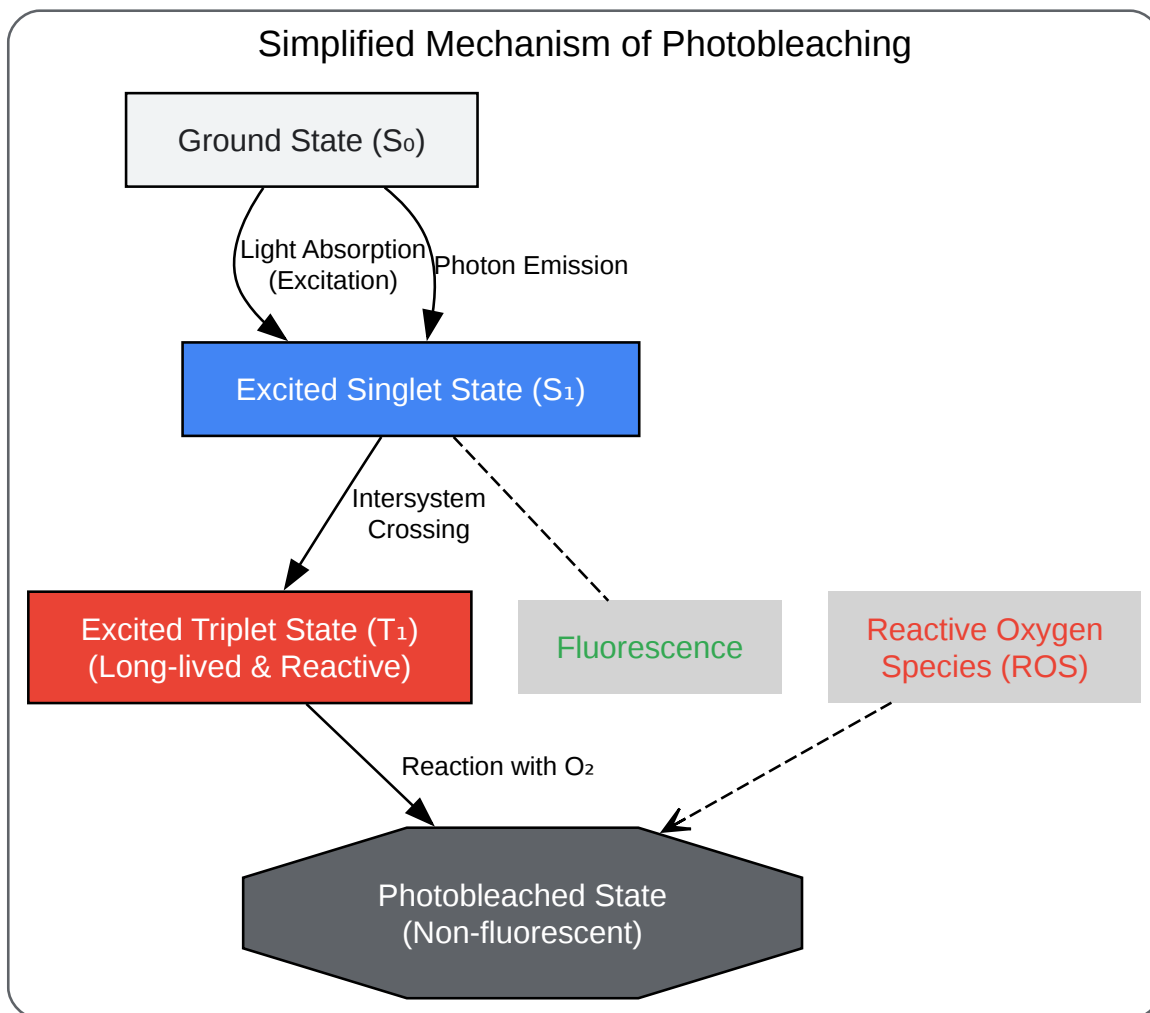 Simplified Mechanism of Photobleaching
Ground State (S₀)
Light Absorption
(Excitation)
Photon Emission
Excited Singlet State (S₁)
Intersystem
Crossing
Excited Triplet State (T₁)
(Long-lived & Reactive)
Fluorescence
Reactive Oxygen
Species (ROS)
Reaction with O₂
Photobleached State
(Non-fluorescent)